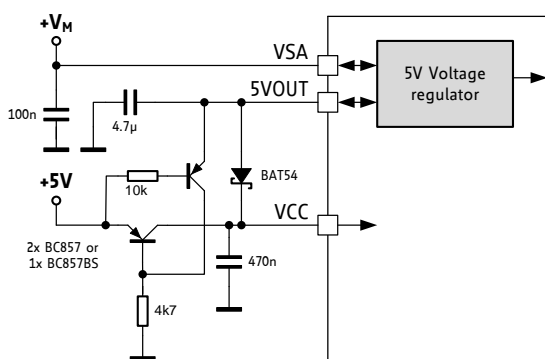 +VM
VSA
5V Voltage
regulator
5VOUT
100n
4.7µ
BAT54
+5V
10k
VCC
2x BC857 or
1x BC857BS
470n
4k7